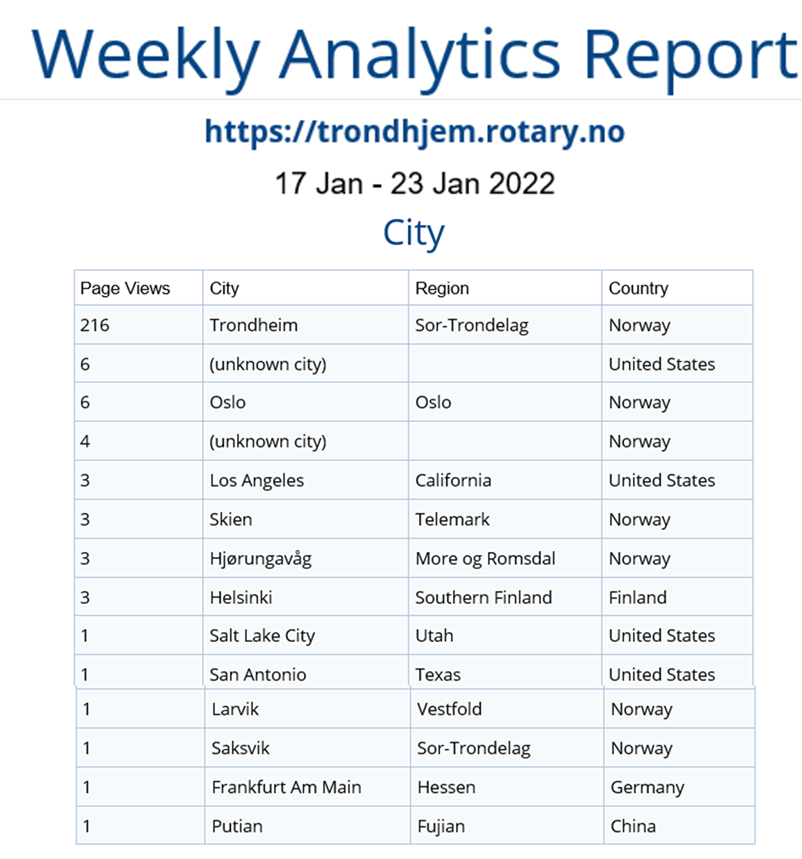 Weekly Analytics Report
https://trondhjem.rotary.no
17 Jan - 23 Jan 2022
City
Page Views City Region Country
216 Trondheim Sor-Trondelag Norway
6 (unknown city) United States
6 Oslo Oslo Norway
4 (unknown city) Norway
3 Los Angeles California United States
3 Skien Telemark Norway
3 Hjørungavåg More og Romsdal Norway
3 Helsinki Southern Finland Finland
1 Salt Lake City Utah United States
1 San Antonio Texas United States
1 Larvik Vestfold Norway
1 Saksvik Sor-Trondelag Norway
1 Frankfurt Am Main Hessen Germany
1 Putian Fujian China